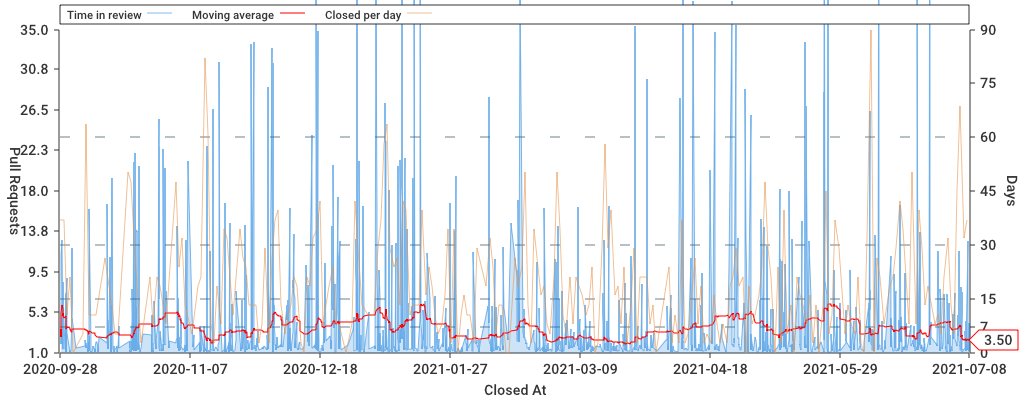 Time in review Moving average Closed per day
35.0 90
30.8 75
26.5 60
22.3 45
18.0 30
13.8 15
9.5 7
5.3 0
1.0
3.50
Pull Requests
Days
2020-09-28 2020-11-07 2020-12-18 2021-01-27 2021-03-09 2021-04-18 2021-05-29 2021-07-08
Closed At